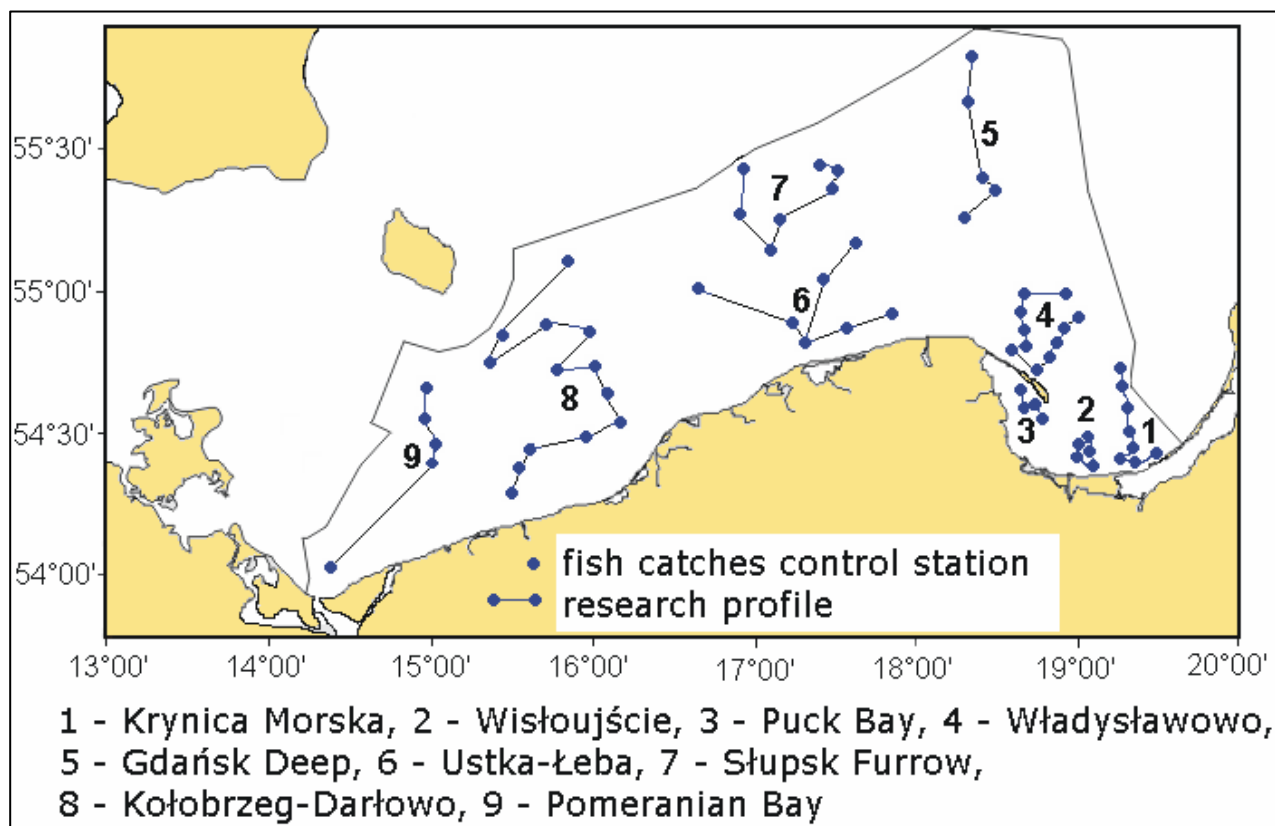 5
55°30'
7
6
55°00'
4
8
2
54°30'
9
3
1
fish catches control station
54°00'
research profile
13°00' 14°00' 15°00' 16°00' 17°00' 18°00' 19°00' 20°00'
1 - Krynica Morska, 2 - Wisłoujście, 3 - Puck Bay, 4 - Władysławowo,
5 - Gdańsk Deep, 6 - Ustka-Łeba, 7 - Słupsk Furrow,
8 - Kołobrzeg-Darłowo, 9 - Pomeranian Bay